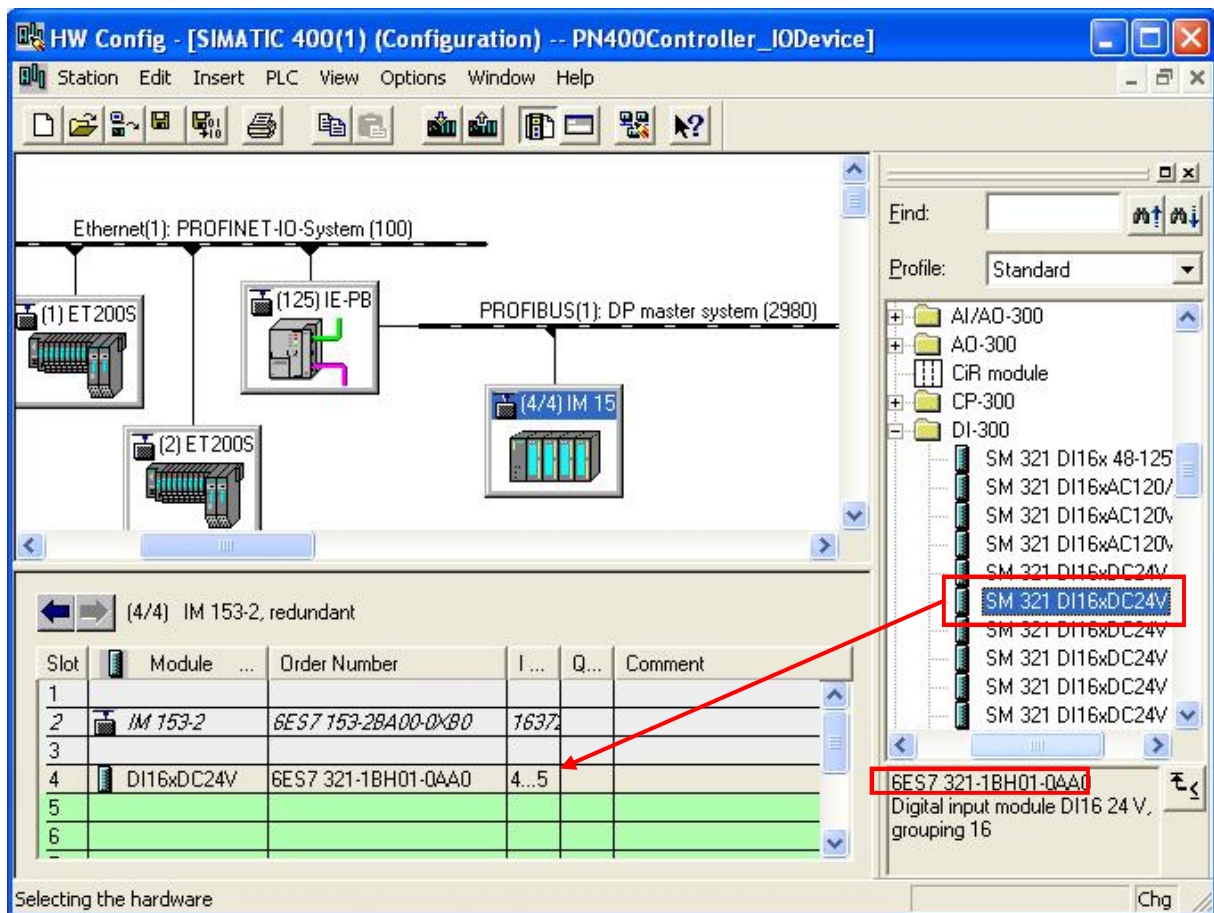 HW Config - [SIMATIC 400(1) (Configuration) -- PN400Controller_IODevice]
Station Edit Insert PLC View Options Window Help
Ethernet(1): PROFINET-IO-System (100)
(1) ET200S
(125) IE-PB
PROFIBUS(1): DP master system (2980)
(4/4) IM 15
(2) ET200S
Find:
Profile: Standard
AI/AO-300
AO-300
CiR module
CP-300
DI-300
SM 321 DI16x 48-125
SM 321 DI16xAC120/
SM 321 DI16xAC120V
SM 321 DI16xAC120V
SM 321 DI16xDC24V
SM 321 DI16xDC24V
SM 321 DI16xDC24V
SM 321 DI16xDC24V
SM 321 DI16xDC24V
SM 321 DI16xDC24V
6ES7 321-1BH01-0AA0
Digital input module DI16 24 V,
grouping 16
(4/4) IM 153-2, redundant
Slot Module ... Order Number I ... Q... Comment
1
2 IM 153-2 6ES7 153-2BA00-0XB0 1637
3
4 DI16xDC24V 6ES7 321-1BH01-0AA0 4...5
5
6
Selecting the hardware
Chg